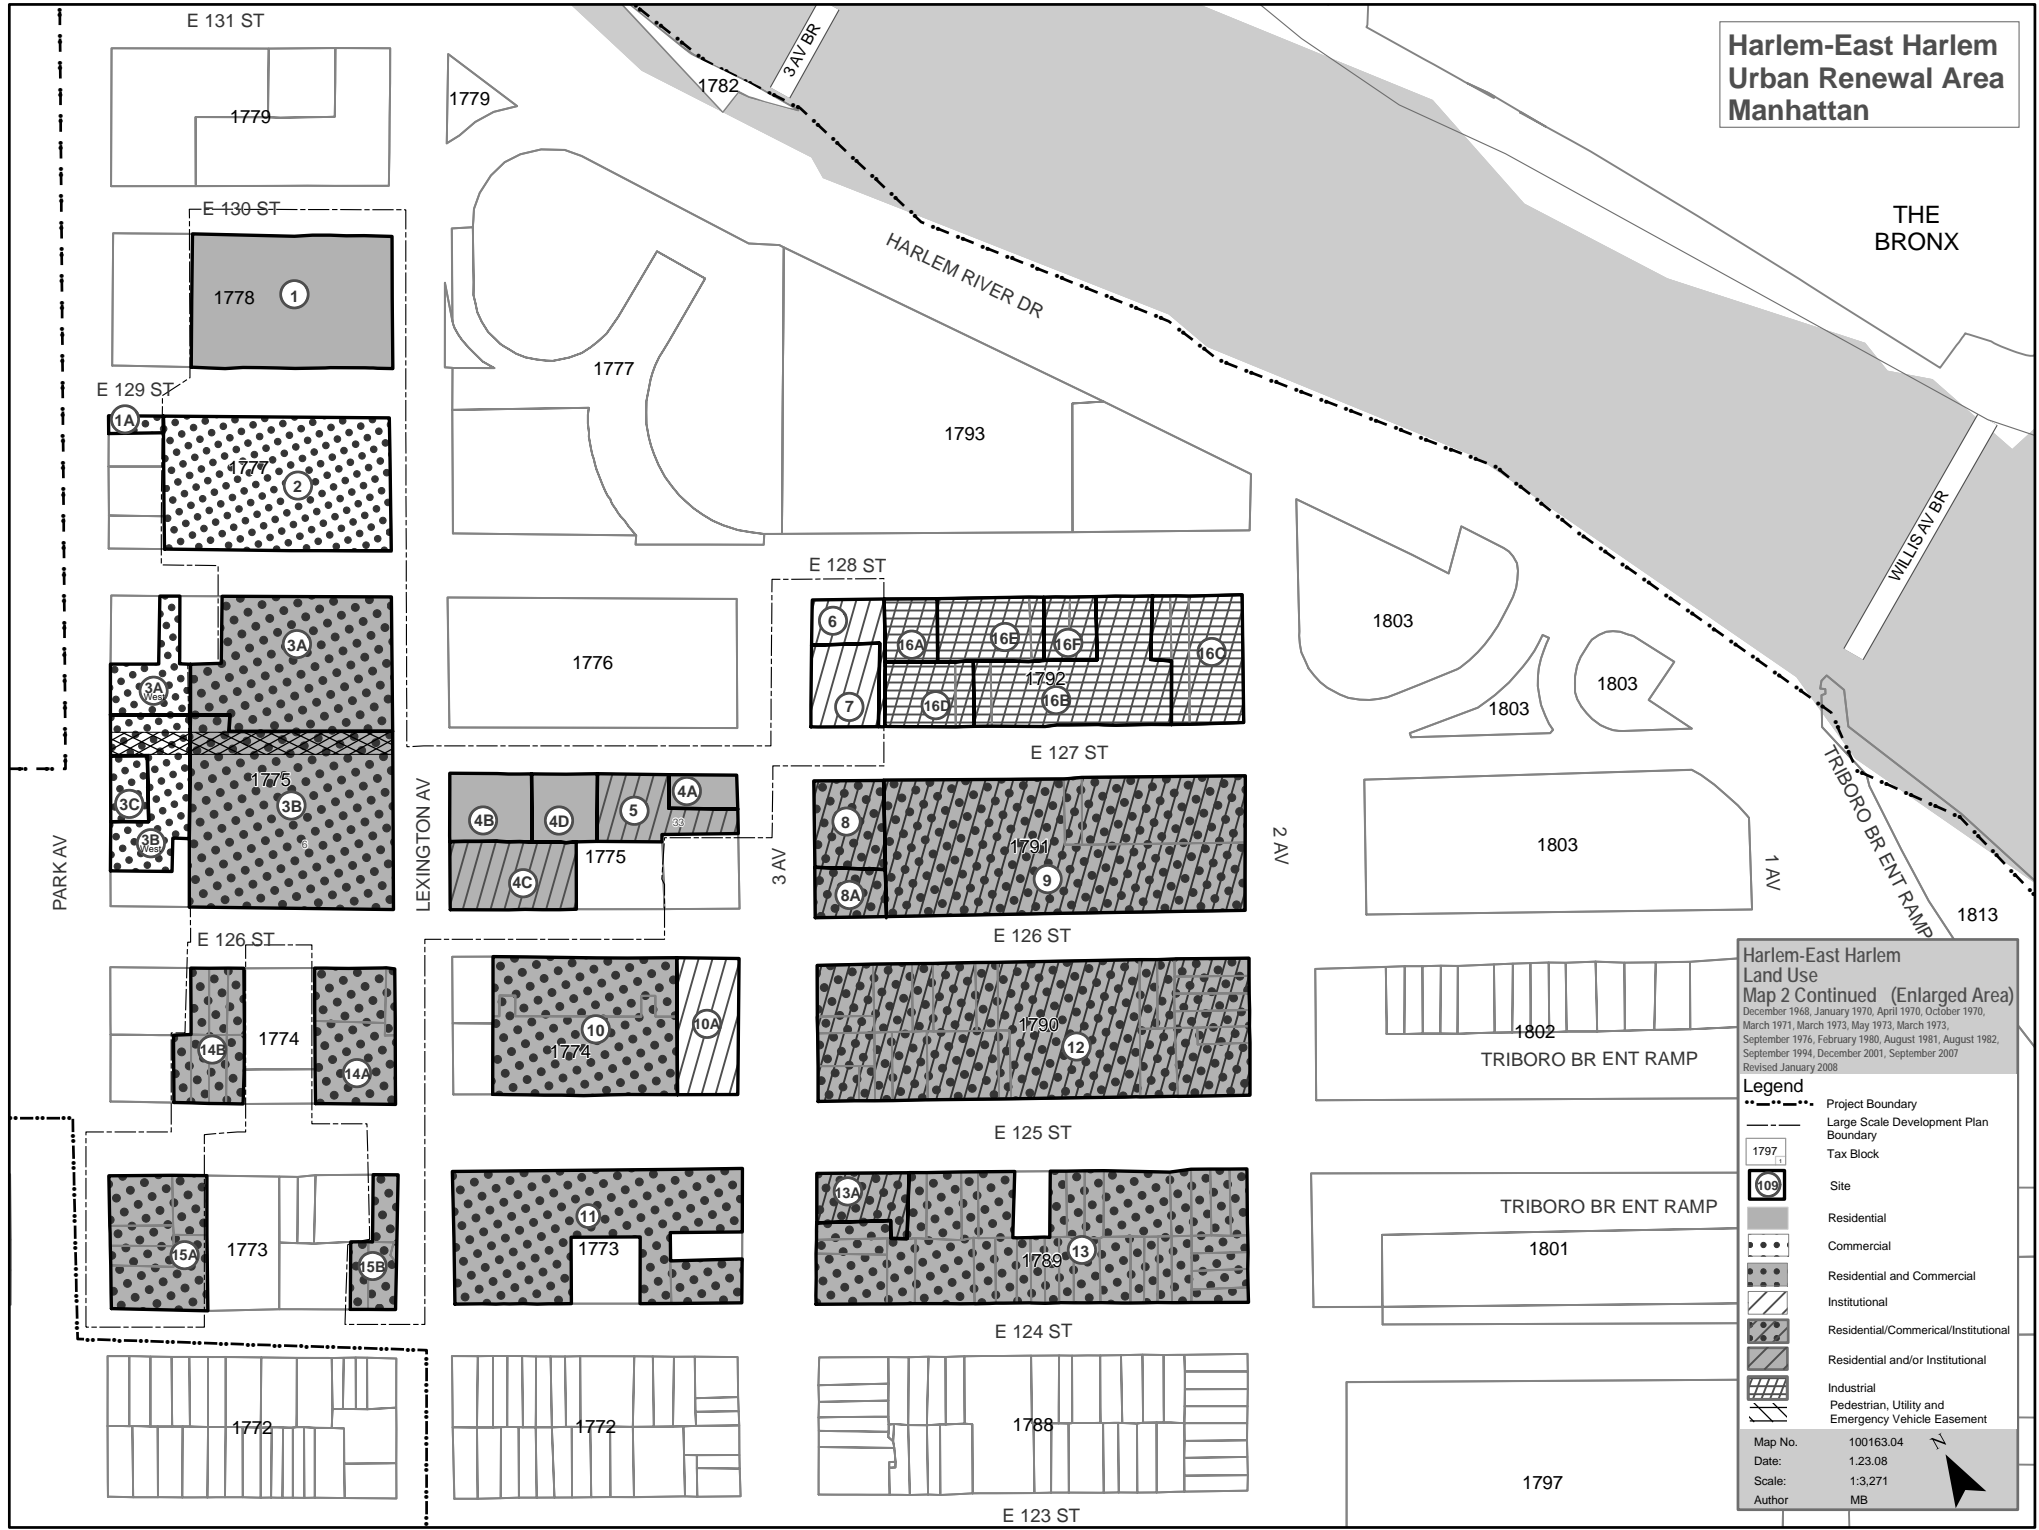 E 131 ST
3 AV BR
Harlem-East Harlem
Urban Renewal Area
Manhattan
1782
1779
1779
THE
BRONX
E 130 ST
HARLEM RIVER DR
1778
1
1777
E 129 ST
1A
1793
1777
2
WILLIS AV BR
E 128 ST
6
3A
16A
16E
16F
16C
1803
1776
3A
West
7
16D
1792
16B
1803
1803
E 127 ST
TRIBORO BR ENT RAMP
1775
3C
3B
4B
4D
5
4A
33
8
3B
West
6
1775
1791
1803
PARK AV
LEXINGTON AV
4C
3 AV
8A
9
2 AV
1 AV
1813
E 126 ST
E 126 ST
14B
1774
14A
10
1774
10A
1790
12
1802
TRIBORO BR ENT RAMP
E 125 ST
13A
15A
1773
15B
11
1773
1789
13
TRIBORO BR ENT RAMP
1801
E 124 ST
1772
1772
1788
1797
E 123 ST
Harlem-East Harlem
Land Use
Map 2 Continued (Enlarged Area)
December 1968, January 1970, April 1970, October 1970,
March 1971, March 1973, May 1973, March 1973,
September 1976, February 1980, August 1981, August 1982,
September 1994, December 2001, September 2007
Revised January 2008
Legend
Project Boundary
Large Scale Development Plan
Boundary
1797 1
Tax Block
109
Site
Residential
Commercial
Residential and Commercial
Institutional
Residential/Commerical/Institutional
Residential and/or Institutional
Industrial
Pedestrian, Utility and
Emergency Vehicle Easement
Map No. 100163.04
Date: 1.23.08
Scale: 1:3,271
Author MB
N